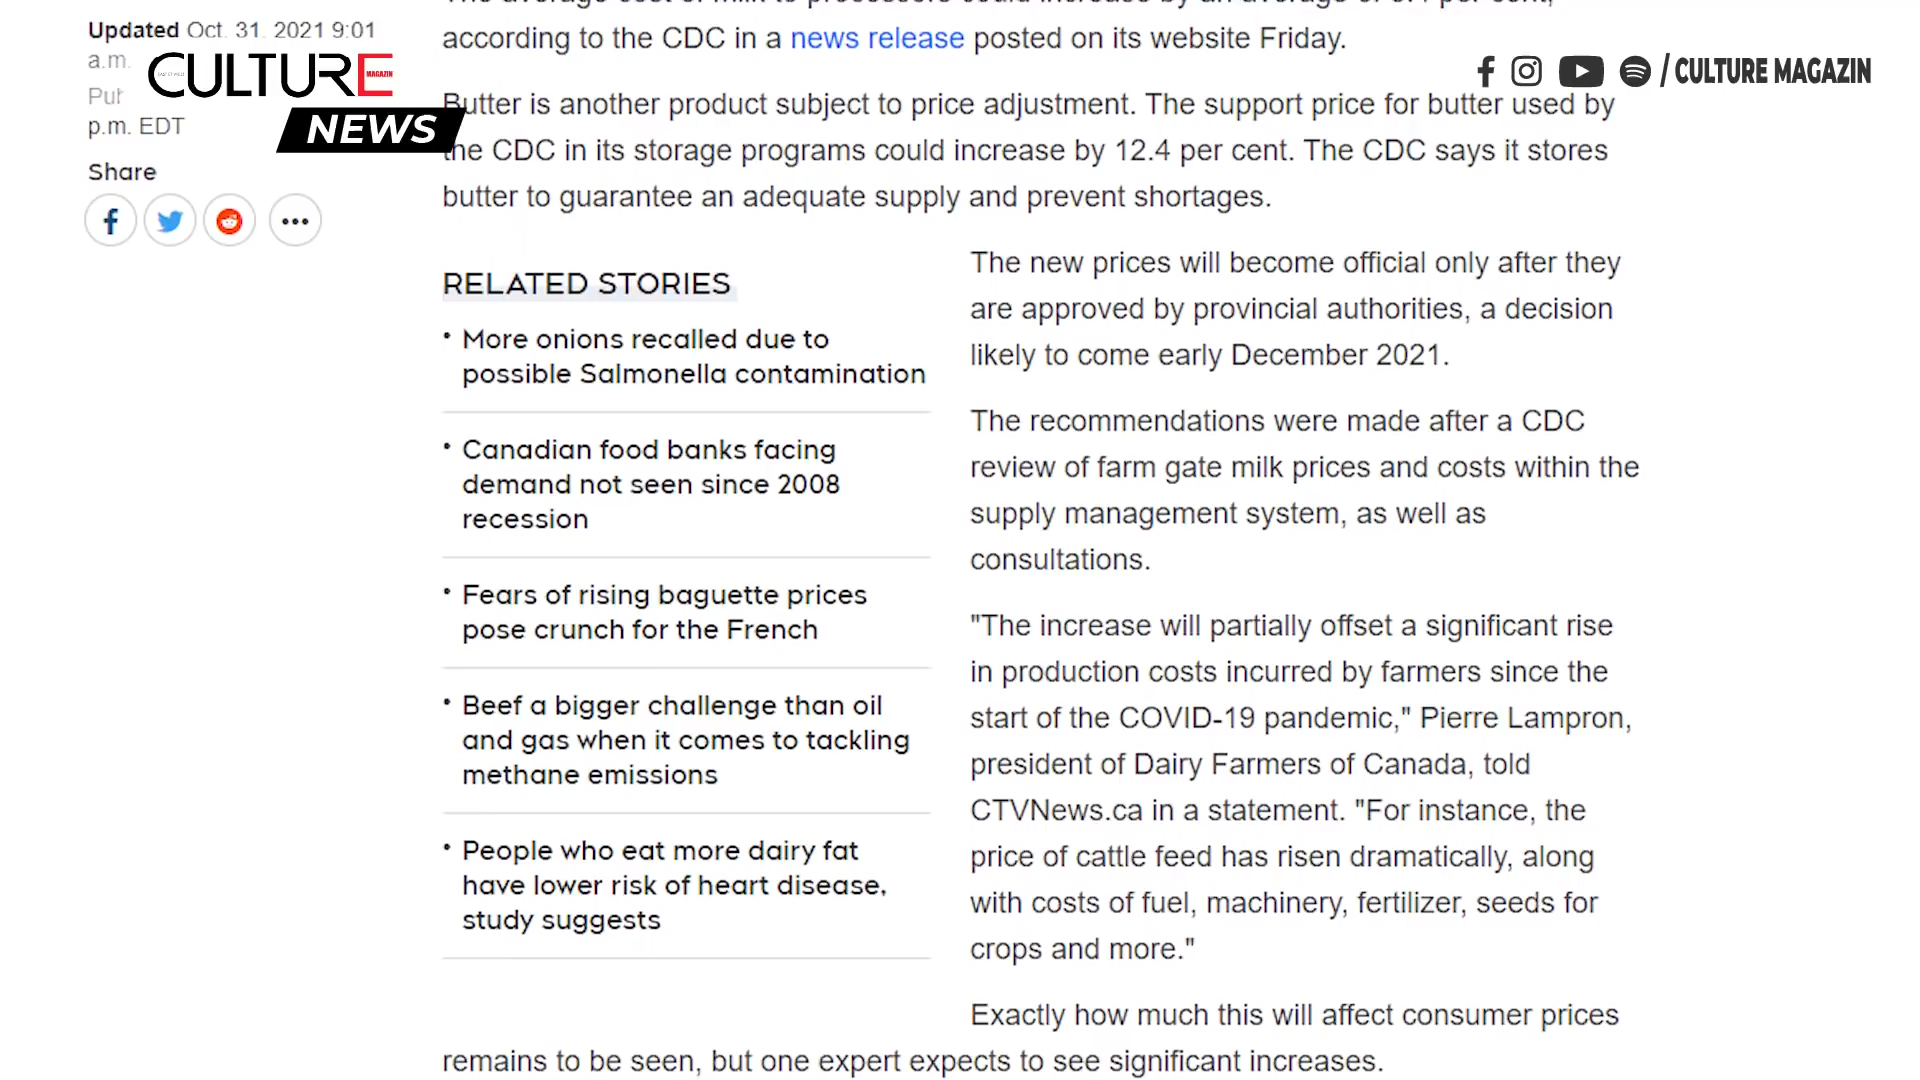 Updated Oct. 31, 2021 9:01
a.m.
p.m. EDT
Share
CULTURE
MAGAZIN
NEWS
/ CULTURE MAGAZIN
according to the CDC in a news release posted on its website Friday.
Butter is another product subject to price adjustment. The support price for butter used by
the CDC in its storage programs could increase by 12.4 per cent. The CDC says it stores
butter to guarantee an adequate supply and prevent shortages.
RELATED STORIES
• More onions recalled due to
possible Salmonella contamination
• Canadian food banks facing
demand not seen since 2008
recession
• Fears of rising baguette prices
pose crunch for the French
• Beef a bigger challenge than oil
and gas when it comes to tackling
methane emissions
• People who eat more dairy fat
have lower risk of heart disease,
study suggests
The new prices will become official only after they
are approved by provincial authorities, a decision
likely to come early December 2021.
The recommendations were made after a CDC
review of farm gate milk prices and costs within the
supply management system, as well as
consultations.
"The increase will partially offset a significant rise
in production costs incurred by farmers since the
start of the COVID-19 pandemic," Pierre Lampron,
president of Dairy Farmers of Canada, told
CTVNews.ca in a statement. "For instance, the
price of cattle feed has risen dramatically, along
with costs of fuel, machinery, fertilizer, seeds for
crops and more."
Exactly how much this will affect consumer prices
remains to be seen, but one expert expects to see significant increases.